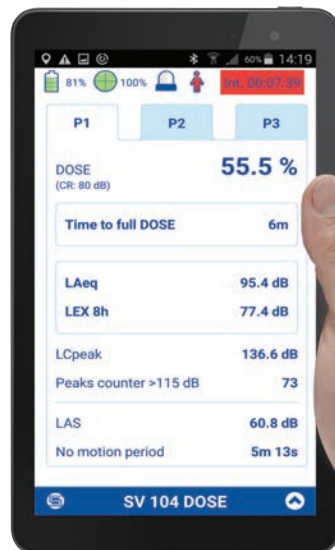 60% 14:19
81% 100% Int. 00:07:39
P1 P2 P3
DOSE 55.5 %
(CR: 80 dB)
Time to full DOSE 6m
LAeq 95.4 dB
LEX 8h 77.4 dB
LCpeak 136.6 dB
Peaks counter >115 dB 73
LAS 60.8 dB
No motion period 5m 13s
SV 104 DOSE